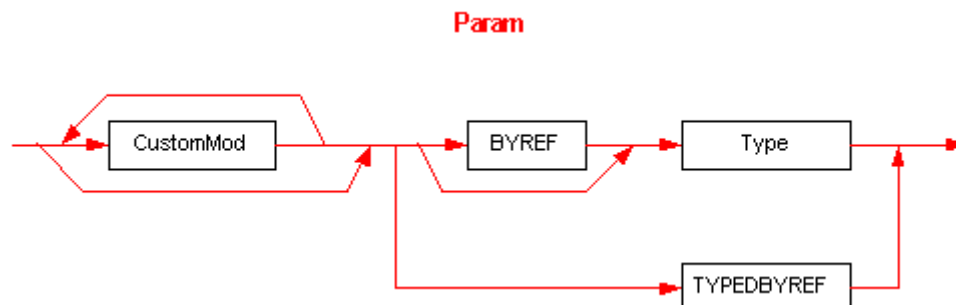 Param
CustomMod
BYREF
Type
TYPEDBYREF